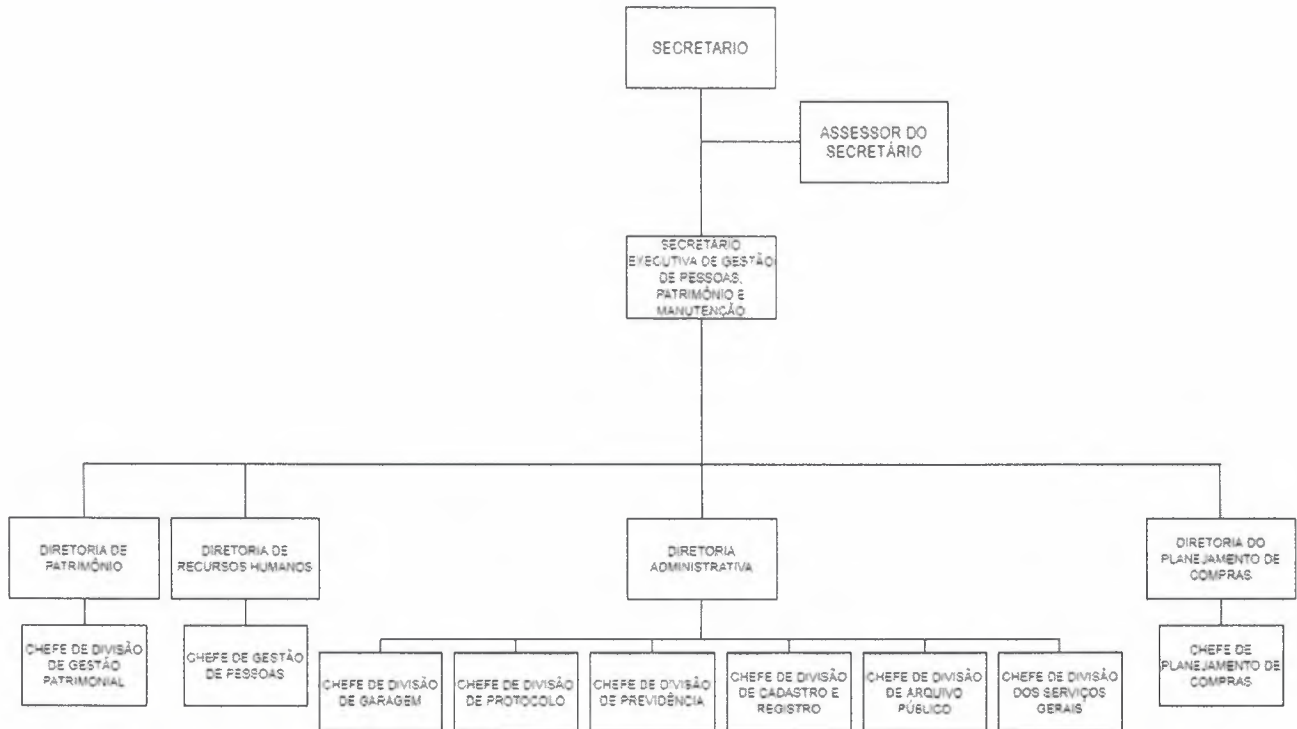 SECRETARIO
ASSESSOR DO
SECRETÁRIO
SECRETÁRIO
EXECUTIVA DE GESTÃO
DE PESSOAS,
PATRIMÔNIO E
MANUTENÇÃO
DIRETORIA DE
PATRIMÔNIO
DIRETORIA DE
RECURSOS HUMANOS
DIRETORIA
ADMINISTRATIVA
DIRETORIA DO
PLANEJAMENTO DE
COMPRAS
CHEFE DE DIVISÃO
DE GESTÃO
PATRIMONIAL
CHEFE DE GESTÃO
DE PESSOAS
CHEFE DE DIVISÃO
DE GARAGEM
CHEFE DE DIVISÃO
DE PROTOCOLO
CHEFE DE DIVISÃO
DE PREVIDÊNCIA
CHEFE DE DIVISÃO
DE CADASTRO E
REGISTRO
CHEFE DE DIVISÃO
DE ARQUIVO
PÚBLICO
CHEFE DE DIVISÃO
DOS SERVIÇOS
GERAIS
CHEFE DE
PLANEJAMENTO DE
COMPRAS